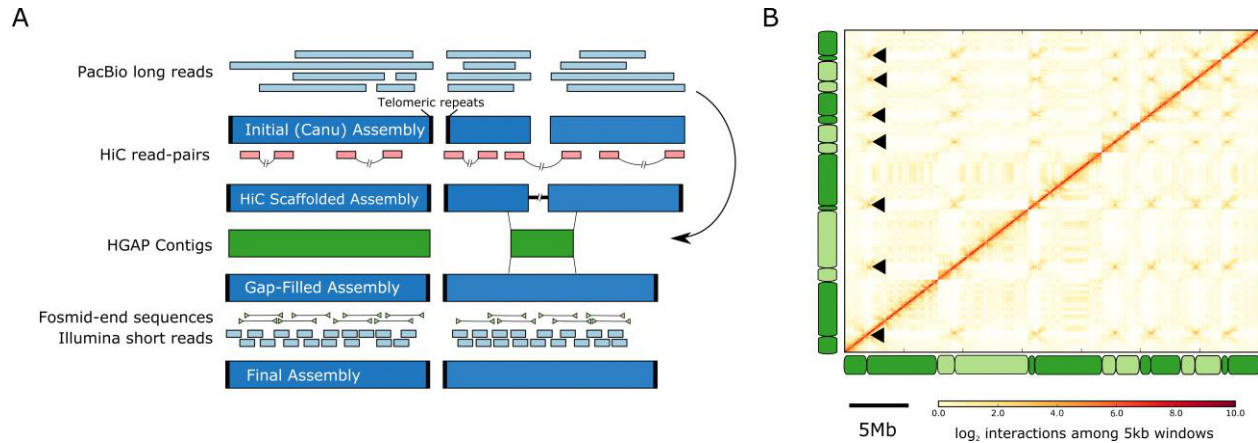 A
PacBio long reads
Telomeric repeats
Initial (Canu) Assembly
HiC read-pairs
HiC Scaffolded Assembly
HGAP Contigs
Gap-Filled Assembly
Fosmid-end sequences
Illumina short reads
Final Assembly
B
5Mb
0.0 2.0 4.0 6.0 8.0 10.0
log₂ interactions among 5kb windows